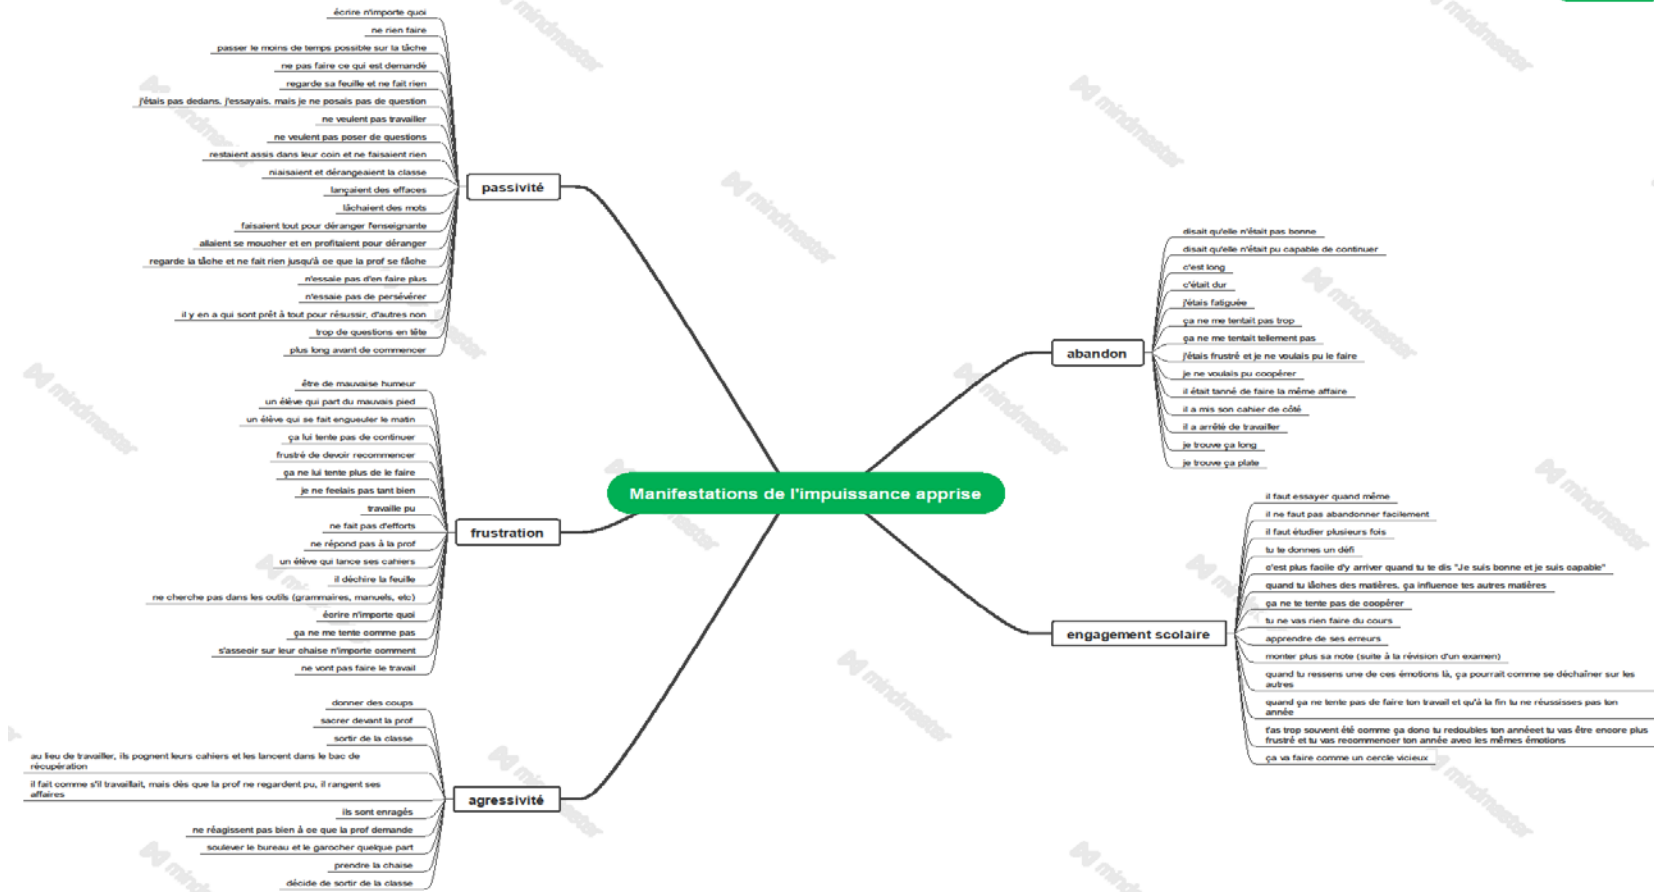 Manifestations de l'impuissance apprise
passivité
écrire n'importe quoi
ne rien faire
passer le moins de temps possible sur la tâche
ne pas faire ce qui est demandé
regarde sa feuille et ne fait rien
j'étais pas dedans. j'essayais. mais je ne posais pas de question
ne veulent pas travailler
ne veulent pas poser de questions
restaient assis dans leur coin et ne faisaient rien
niaisaient et dérangeaient la classe
lançaient des effaces
lâchaient des mots
faisaient tout pour déranger l'enseignante
allaient se moucher et en profitaient pour déranger
regarde la tâche et ne fait rien jusqu'à ce que la prof se fâche
n'essaie pas d'en faire plus
n'essaie pas de persévérer
il y en a qui sont prêt à tout pour résussir, d'autres non
trop de questions en tête
plus long avant de commencer
frustration
être de mauvaise humeur
un élève qui part du mauvais pied
un élève qui se fait engueuler le matin
ça lui tente pas de continuer
frustré de devoir recommencer
ça ne lui tente plus de le faire
je ne feelais pas tant bien
travaille pu
ne fait pas d'efforts
ne répond pas à la prof
un élève qui lance ses cahiers
il déchire la feuille
ne cherche pas dans les outils (grammaires, manuels, etc)
écrire n'importe quoi
ça ne me tente comme pas
s'asseoir sur leur chaise n'importe comment
ne vont pas faire le travail
agressivité
donner des coups
sacrer devant la prof
sortir de la classe
au lieu de travailler, ils pognent leurs cahiers et les lancent dans le bac de
récupération
il fait comme s'il travaillait, mais dès que la prof ne regardent pu, il rangent ses
affaires
ils sont enragés
ne réagissent pas bien à ce que la prof demande
soulever le bureau et le garocher quelque part
prendre la chaise
décide de sortir de la classe
abandon
disait qu'elle n'était pas bonne
disait qu'elle n'était pu capable de continuer
c'est long
c'était dur
j'étais fatiguée
ça ne me tentait pas trop
ça ne me tentait tellement pas
j'étais frustré et je ne voulais pu le faire
je ne voulais pu coopérer
il était tanné de faire la même affaire
il a mis son cahier de côté
il a arrêté de travailler
je trouve ça long
je trouve ça plate
engagement scolaire
il faut essayer quand même
il ne faut pas abandonner facilement
il faut étudier plusieurs fois
tu te donnes un défi
c'est plus facile d'y arriver quand tu te dis "Je suis bonne et je suis capable"
quand tu lâches des matières. ça influence tes autres matières
ça ne te tente pas de coopérer
tu ne vas rien faire du cours
apprendre de ses erreurs
monter plus sa note (suite à la révision d'un examen)
quand tu ressens une de ces émotions là, ça pourrait comme se déchaîner sur les
autres
quand ça ne tente pas de faire ton travail et qu'à la fin tu ne réussisses pas ton
année
t'as trop souvent été comme ça donc tu redoubles ton annéeet tu vas être encore plus
frustré et tu vas recommencer ton année avec les mêmes émotions
ça va faire comme un cercle vicieux
mindmaster
mindmaster
mindmaster
mindmaster
mindmaster
mindmaster
mindmaster
mindmaster
mindmaster
mindmaster